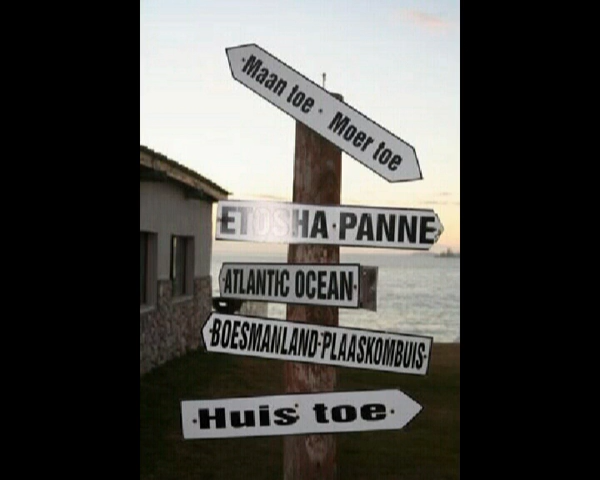 ·Maan toe · Moer toe
ETOSHA·PANNE
·ATLANTIC OCEAN·
·BOESMANLAND·PLAASKOMBUIS·
·Huis toe·